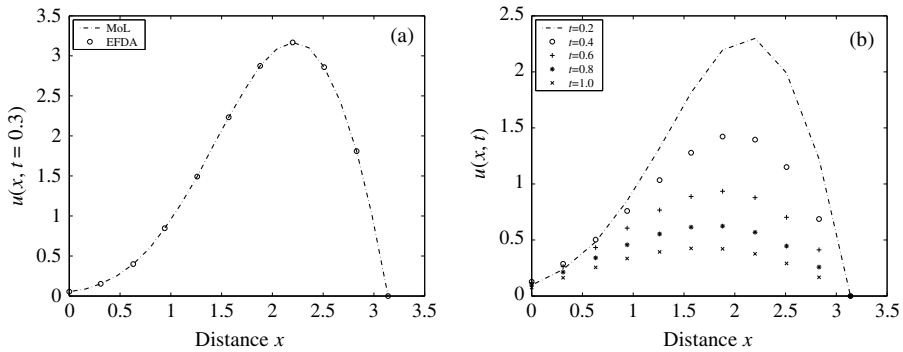 (a)
MoL
EFDA
u(x, t = 0.3)
3.5
3
2.5
2
1.5
1
0.5
0
0 0.5 1 1.5 2 2.5 3 3.5
Distance x
(b)
t=0.2
t=0.4
t=0.6
t=0.8
t=1.0
u(x, t)
2.5
2
1.5
1
0.5
0
0 0.5 1 1.5 2 2.5 3 3.5
Distance x